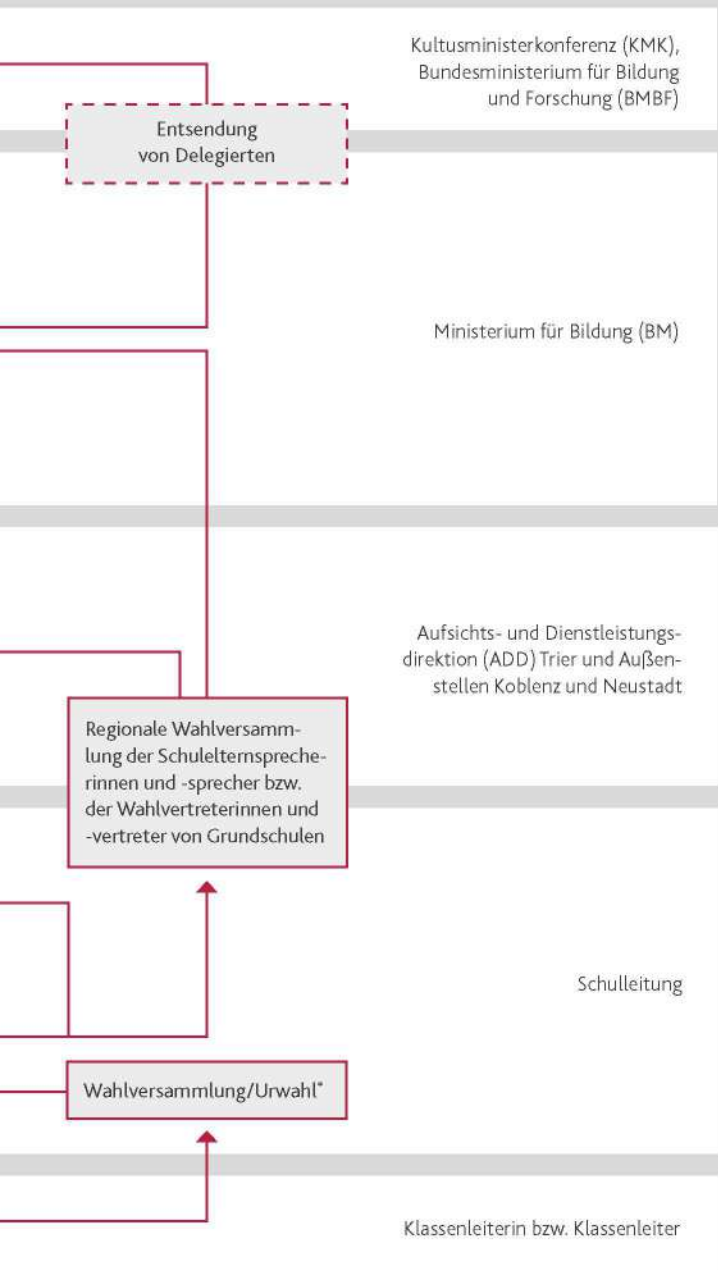 Kultusministerkonferenz (KMK),
Bundesministerium für Bildung
und Forschung (BMBF)
Entsendung
von Delegierten
Ministerium für Bildung (BM)
Aufsichts- und Dienstleistungs-
direktion (ADD) Trier und Außen-
stellen Koblenz und Neustadt
Regionale Wahlversamm-
lung der Schulelternspreche-
rinnen und -sprecher bzw.
der Wahlvertreterinnen und
-vertreter von Grundschulen
Schulleitung
Wahlversammlung/Urwahl*
Klassenleiterin bzw. Klassenleiter